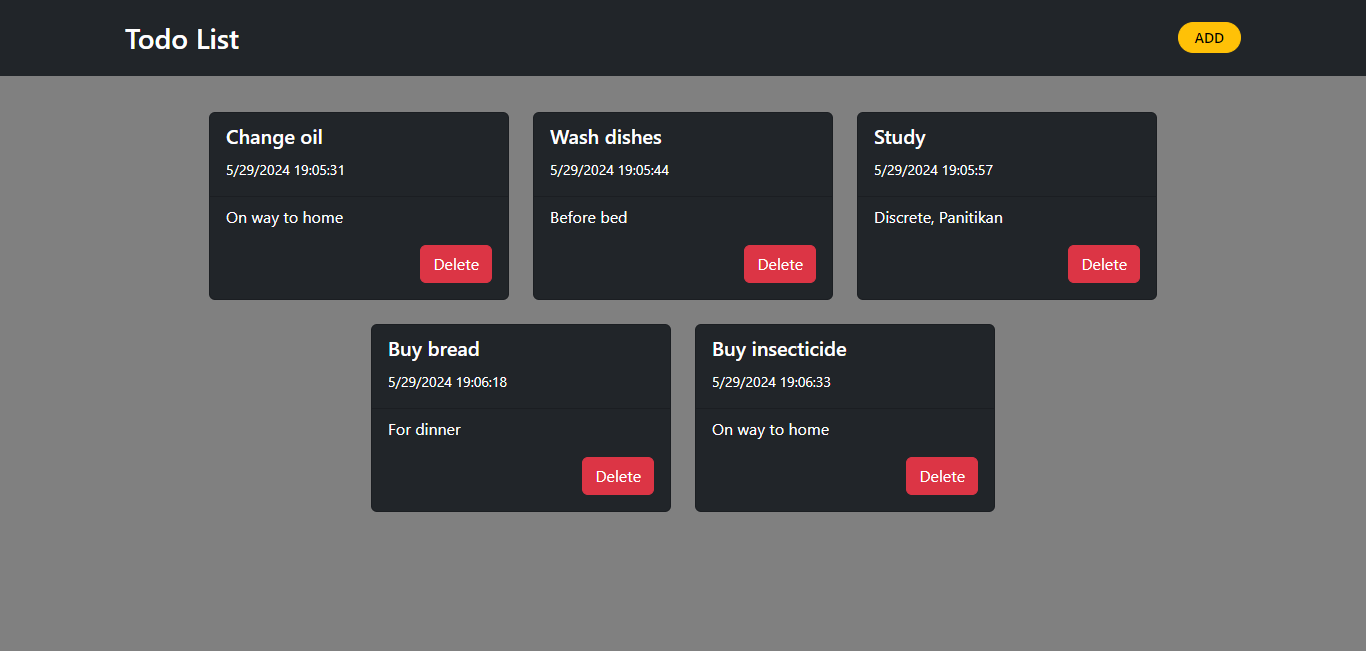 Todo List
ADD
Change oil
5/29/2024 19:05:31
On way to home
Delete
Wash dishes
5/29/2024 19:05:44
Before bed
Delete
Study
5/29/2024 19:05:57
Discrete, Panitikan
Delete
Buy bread
5/29/2024 19:06:18
For dinner
Delete
Buy insecticide
5/29/2024 19:06:33
On way to home
Delete